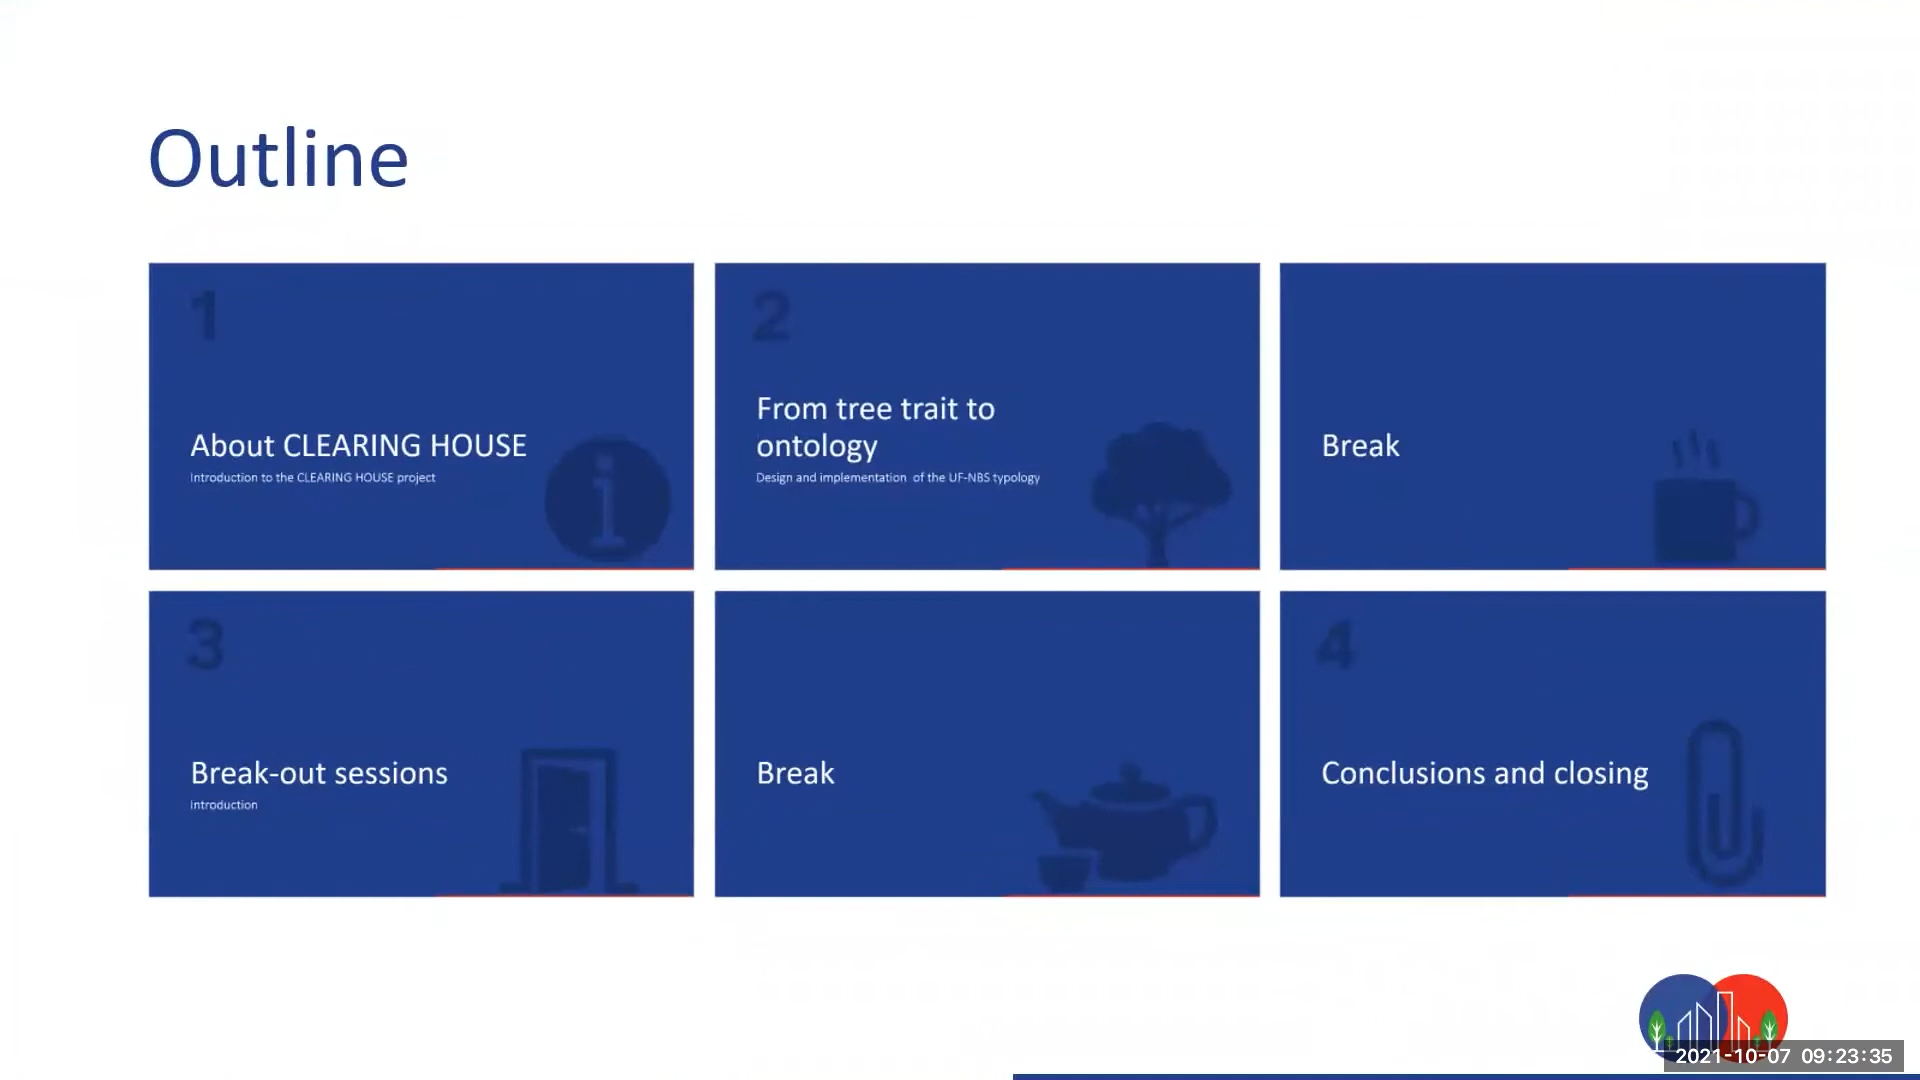 Outline
1
About CLEARING HOUSE
Introduction to the CLEARING HOUSE project
2
From tree trait to
ontology
Design and implementation of the UF-NBS typology
Break
3
Break-out sessions
Introduction
Break
4
Conclusions and closing
2021-10-07 09:23:35